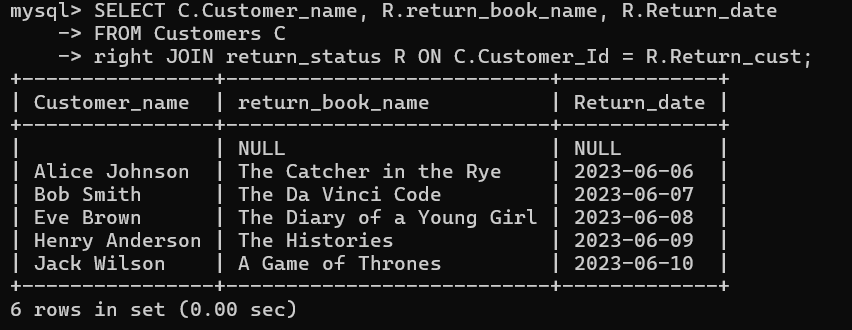 mysql> SELECT C.Customer_name, R.return_book_name, R.Return_date
    -> FROM Customers C
    -> right JOIN return_status R ON C.Customer_Id = R.Return_cust;
+----------------+--------------------------+-------------+
| Customer_name  | return_book_name         | Return_date |
+----------------+--------------------------+-------------+
|                | NULL                     | NULL        |
| Alice Johnson  | The Catcher in the Rye   | 2023-06-06  |
| Bob Smith      | The Da Vinci Code        | 2023-06-07  |
| Eve Brown      | The Diary of a Young Girl | 2023-06-08  |
| Henry Anderson | The Histories            | 2023-06-09  |
| Jack Wilson    | A Game of Thrones        | 2023-06-10  |
+----------------+--------------------------+-------------+
6 rows in set (0.00 sec)